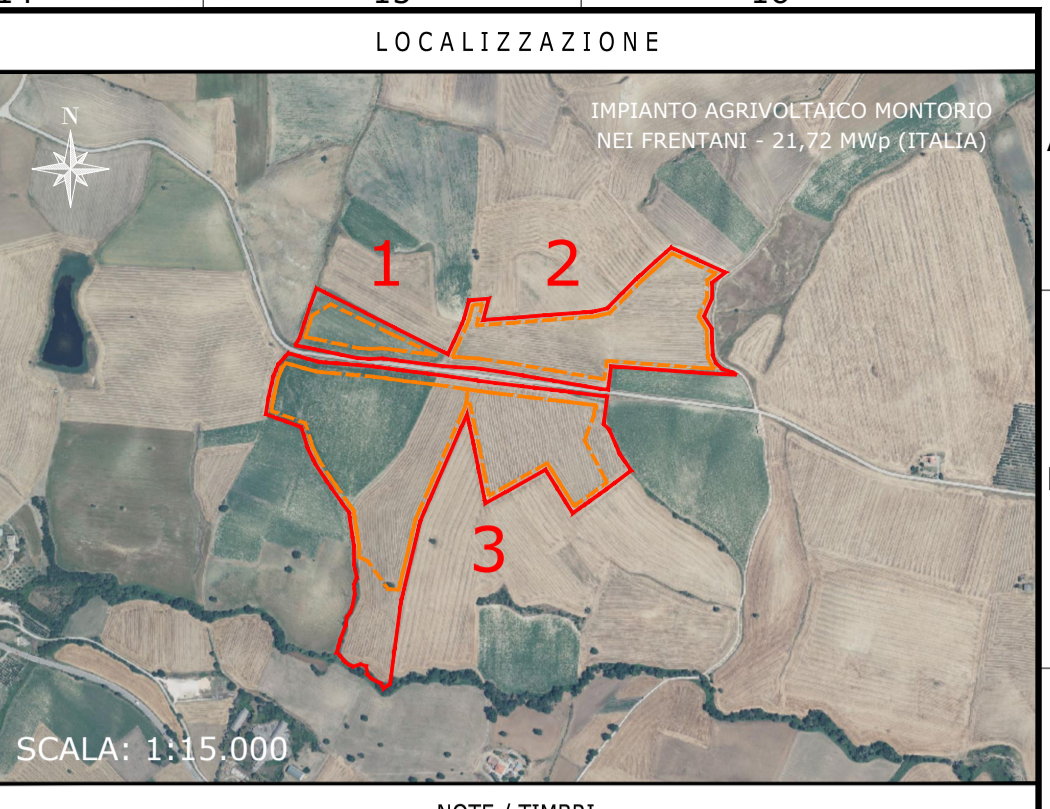 LOCALIZZAZIONE
N
IMPIANTO AGRIVOLTAICO MONTORIO
NEI FRENTANI - 21,72 MWp (ITALIA)
1
2
3
SCALA: 1:15.000
NOTE / TIMBRI